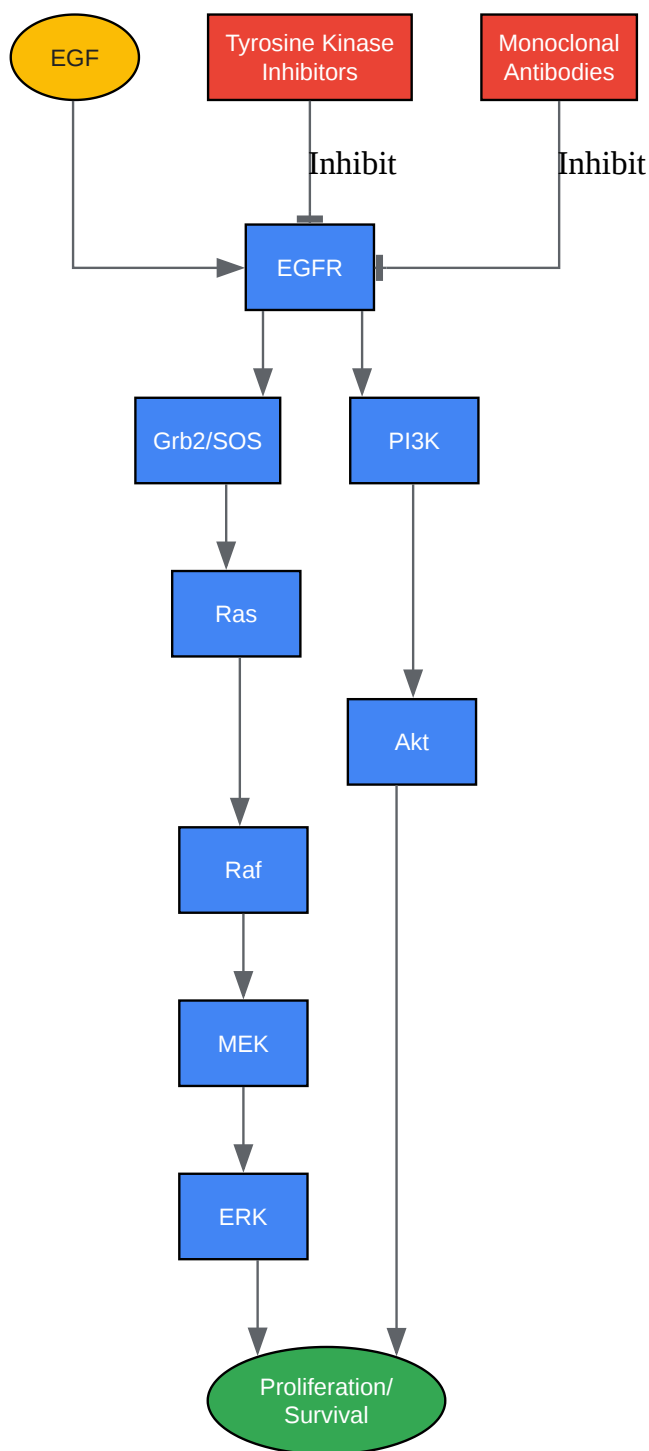 EGF
Tyrosine Kinase
Inhibitors
Monoclonal
Antibodies
Inhibit
Inhibit
EGFR
Grb2/SOS
PI3K
Ras
Akt
Raf
MEK
ERK
Proliferation/
Survival